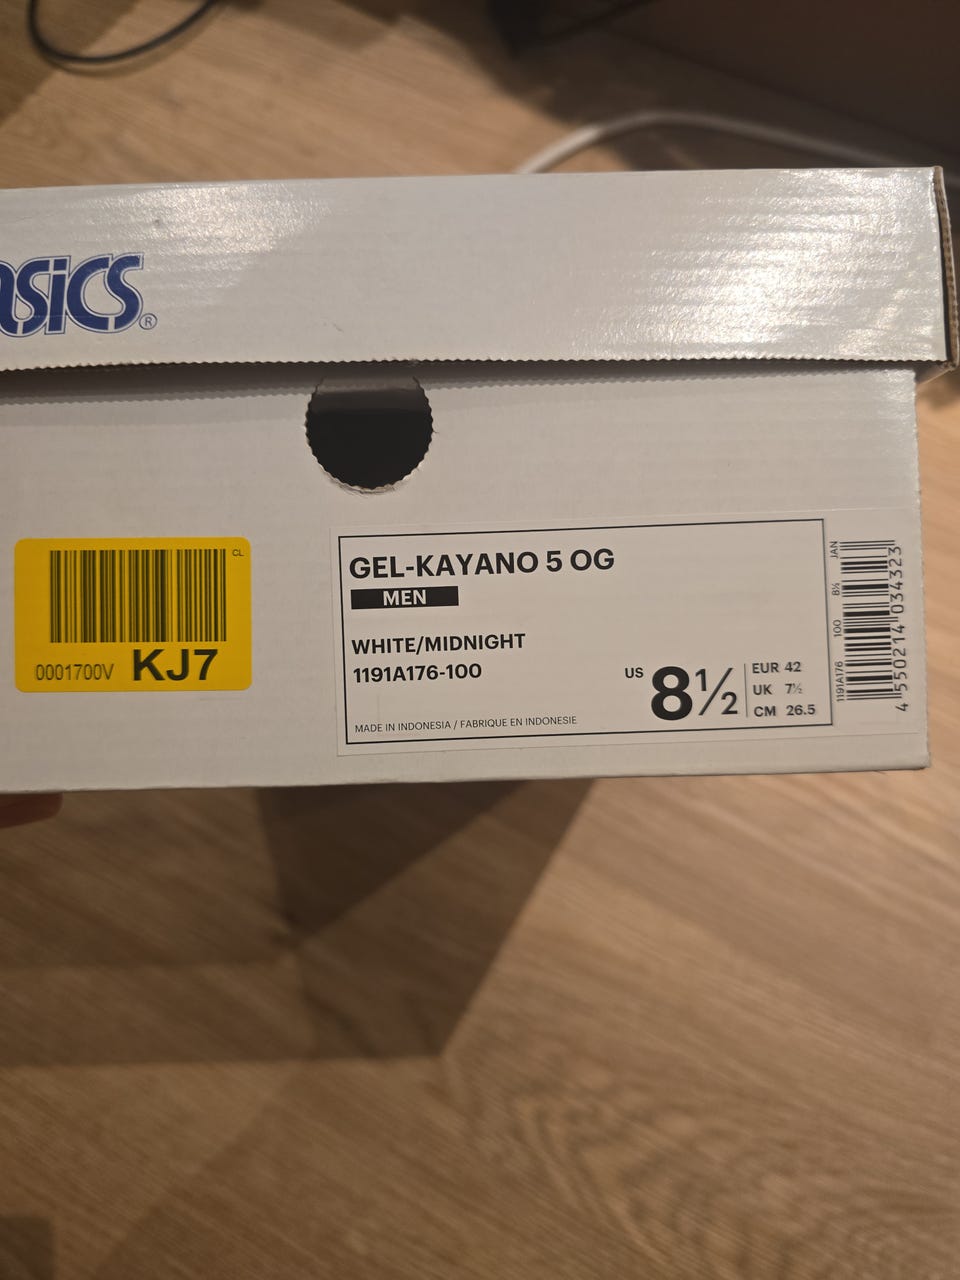 asics®
CL
0001700V KJ7
GEL-KAYANO 5 OG
MEN
WHITE/MIDNIGHT
1191A176-100
MADE IN INDONESIA / FABRIQUE EN INDONESIE
US 8½
EUR 42
UK 7½
CM 26.5
1191A176 100 8½ JAN
4 550214 034323